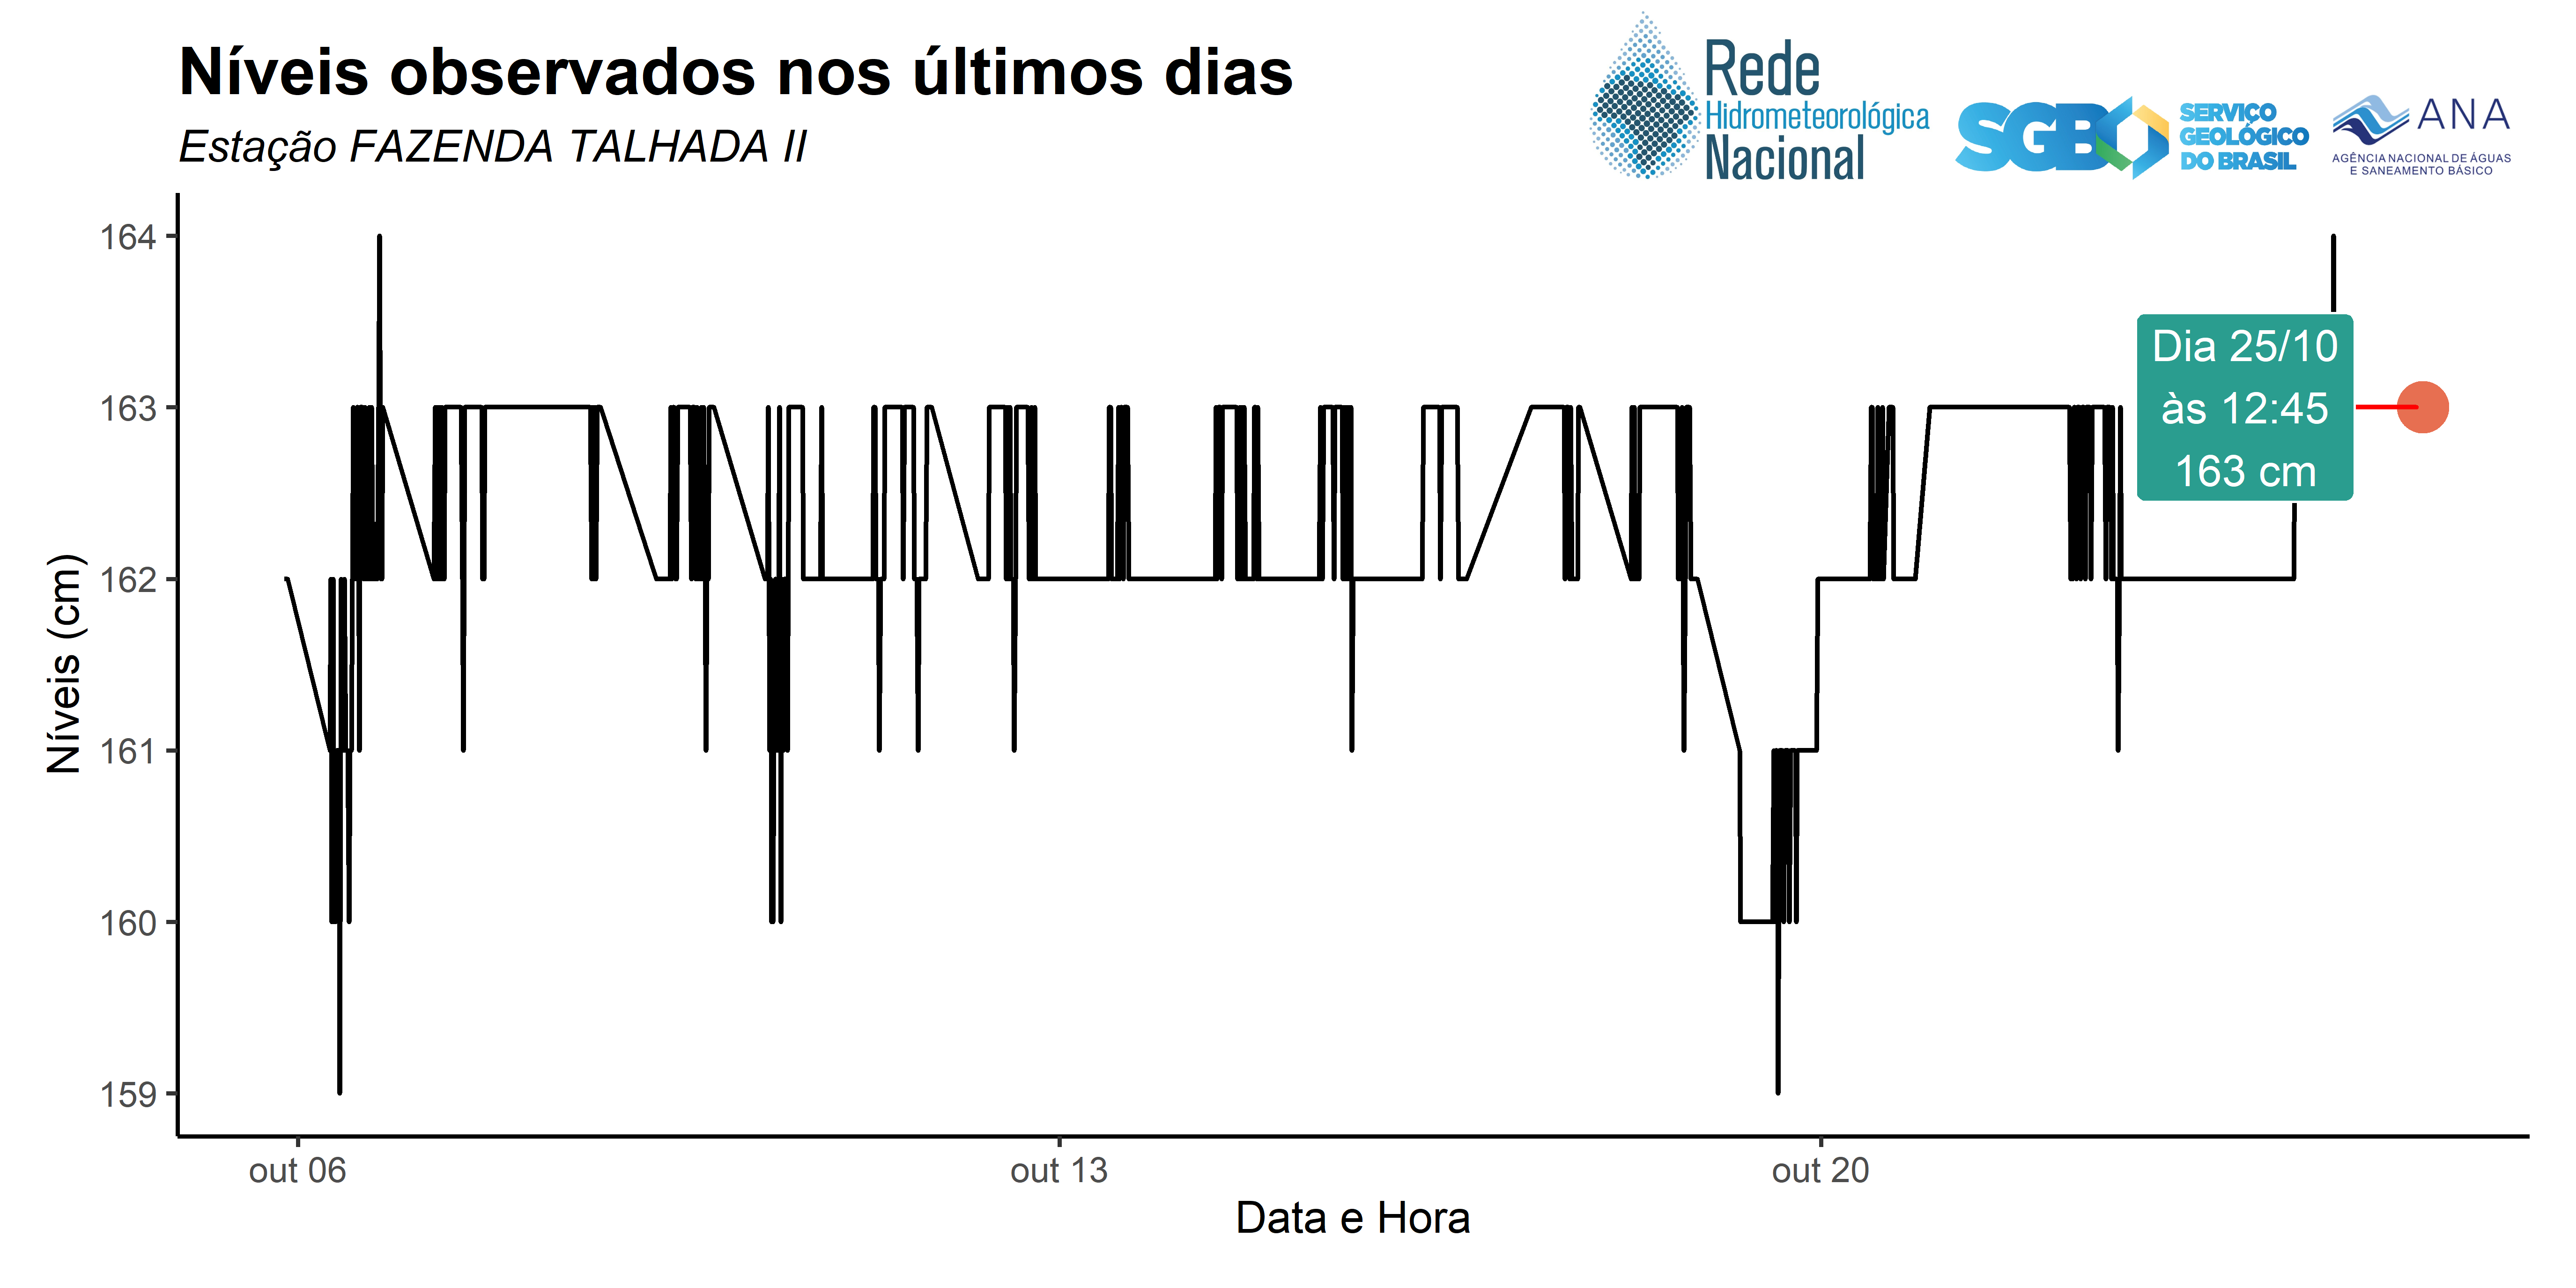 Níveis observados nos últimos dias
Estação FAZENDA TALHADA II
Rede
Hidrometeorológica
Nacional
SGB
SERVIÇO
GEOLÓGICO
DO BRASIL
ANA
AGÊNCIA NACIONAL DE ÁGUAS
E SANEAMENTO BÁSICO
164
163
162
161
160
159
Níveis (cm)
Dia 25/10
às 12:45
163 cm
out 06
out 13
out 20
Data e Hora